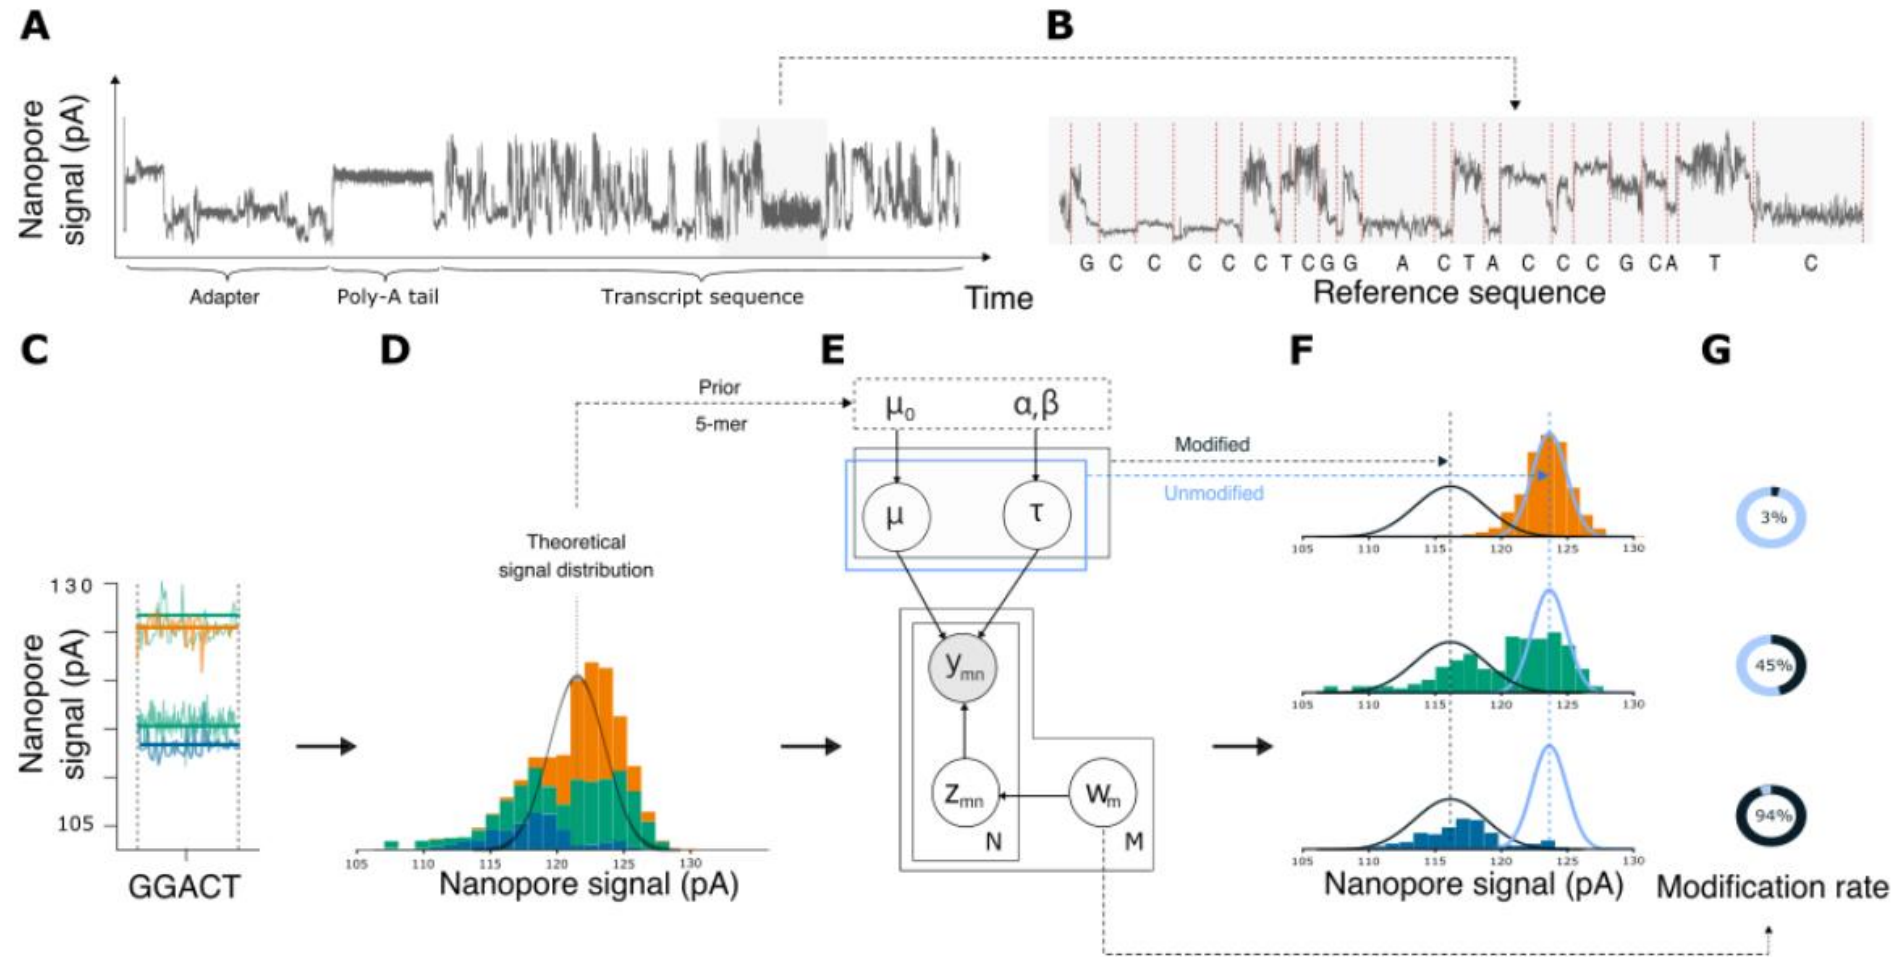 A
B
Nanopore
signal (pA)
Adapter
Poly-A tail
Transcript sequence
Time
G C C C C C T C G G A C T A C C C G C A T C
Reference sequence
C
D
E
F
G
Prior
5-mer
μ0
α,β
Modified
Unmodified
μ
τ
Theoretical
signal distribution
130
105
Nanopore
signal (pA)
GGACT
105 110 115 120 125 130
Nanopore signal (pA)
ymn
zmn
wm
N
M
105 110 115 120 125 130
3%
105 110 115 120 125 130
45%
105 110 115 120 125 130
94%
Nanopore signal (pA)
Modification rate